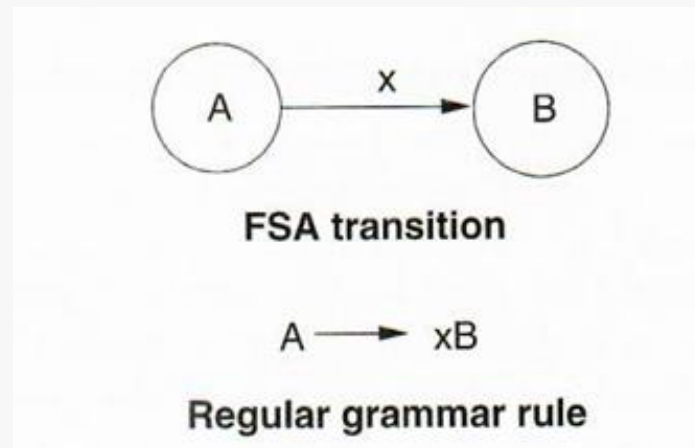 x
A B
FSA transition
A → xB
Regular grammar rule